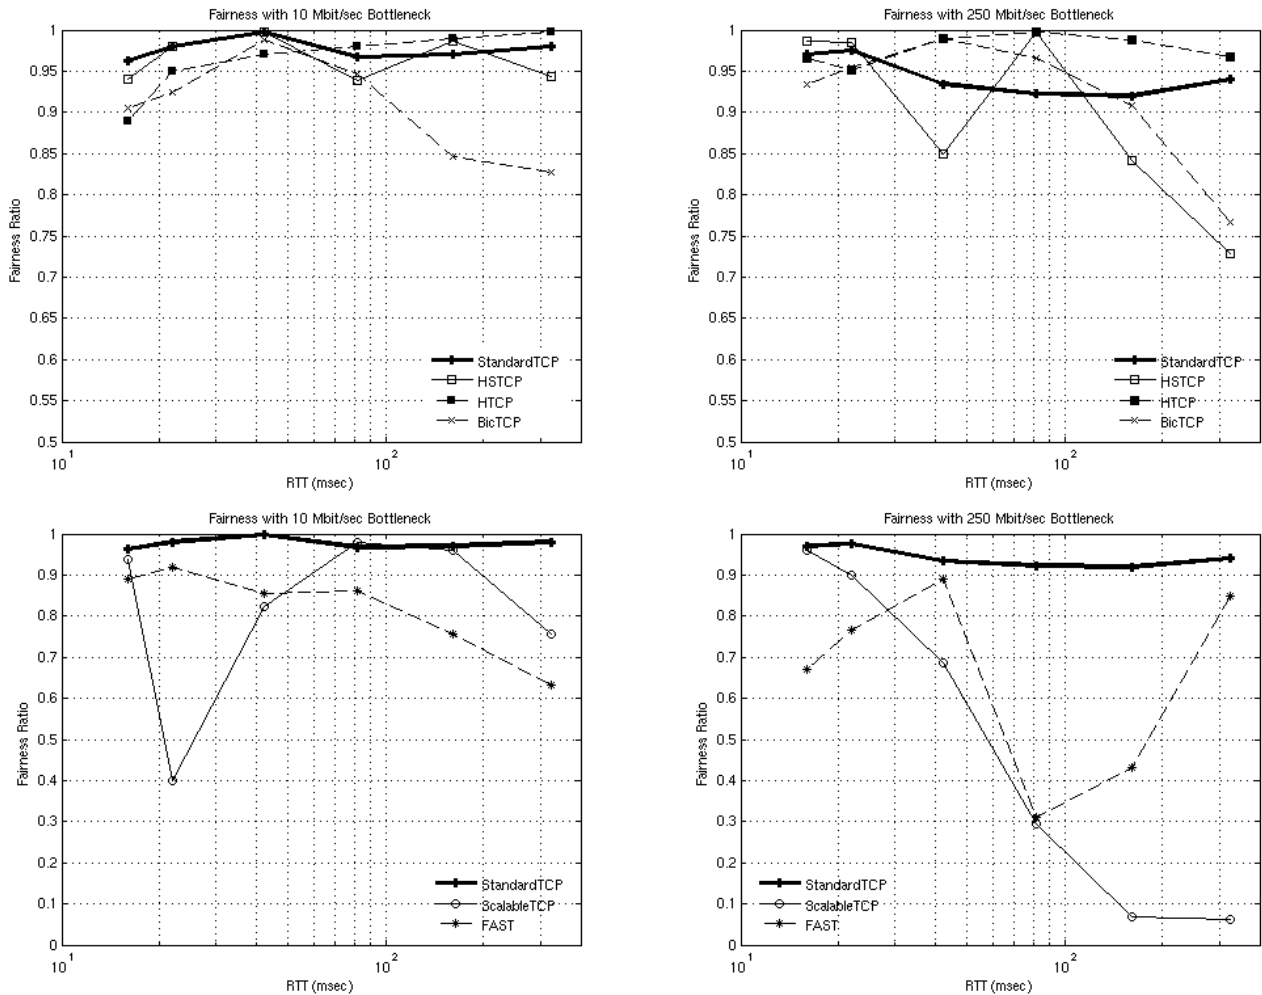 Fairness with 10 Mbit/sec Bottleneck
1
0.95
0.9
0.85
0.8
0.75
0.7
0.65
0.6
0.55
0.5
Fairness Ratio
StandardTCP
HSTCP
HTCP
BicTCP
10^1
10^2
RTT (msec)
Fairness with 250 Mbit/sec Bottleneck
1
0.95
0.9
0.85
0.8
0.75
0.7
0.65
0.6
0.55
0.5
Fairness Ratio
StandardTCP
HSTCP
HTCP
BicTCP
10^1
10^2
RTT (msec)
Fairness with 10 Mbit/sec Bottleneck
1
0.9
0.8
0.7
0.6
0.5
0.4
0.3
0.2
0.1
0
Fairness Ratio
StandardTCP
ScalableTCP
FAST
10^1
10^2
RTT (msec)
Fairness with 250 Mbit/sec Bottleneck
1
0.9
0.8
0.7
0.6
0.5
0.4
0.3
0.2
0.1
0
Fairness Ratio
StandardTCP
ScalableTCP
FAST
10^1
10^2
RTT (msec)